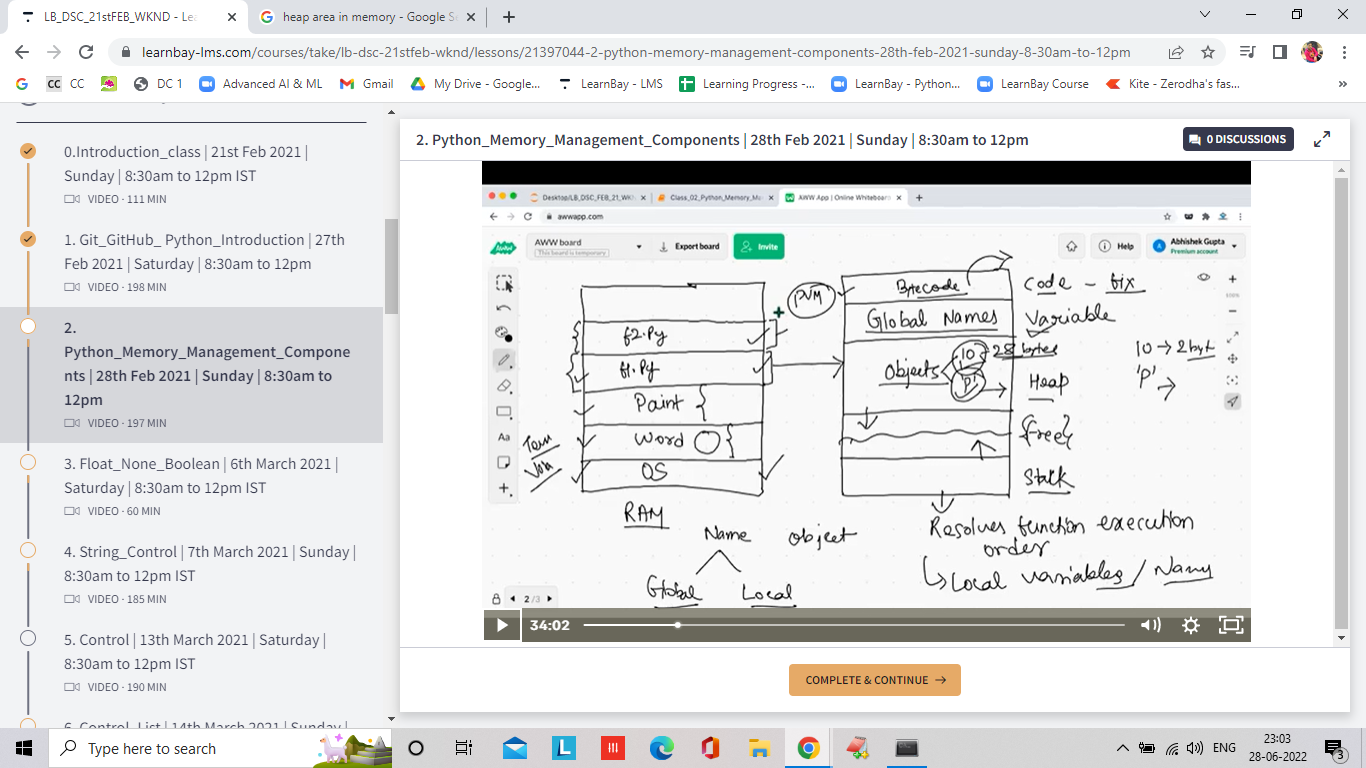 LB_DSC_21stFEB_WKND - Le
heap area in memory - Google S
learnbay-lms.com/courses/take/lb-dsc-21stfeb-wknd/lessons/21397044-2-python-memory-management-components-28th-feb-2021-sunday-8-30am-to-12pm
G CC CC DC 1 Advanced AI & ML Gmail My Drive - Google... LearnBay - LMS Learning Progress -... LearnBay - Python... LearnBay Course Kite - Zerodha's fas... »
0.Introduction_class | 21st Feb 2021 |
Sunday | 8:30am to 12pm IST
VIDEO · 111 MIN
1. Git_GitHub_ Python_Introduction | 27th
Feb 2021 | Saturday | 8:30am to 12pm
VIDEO · 198 MIN
2.
Python_Memory_Management_Compone
nts | 28th Feb 2021 | Sunday | 8:30am to
12pm
VIDEO · 197 MIN
3. Float_None_Boolean | 6th March 2021 |
Saturday | 8:30am to 12pm IST
VIDEO · 60 MIN
4. String_Control | 7th March 2021 | Sunday |
8:30am to 12pm IST
VIDEO · 185 MIN
5. Control | 13th March 2021 | Saturday |
8:30am to 12pm IST
VIDEO · 190 MIN
6. Control_List | 14th March 2021 | Sunday |
2. Python_Memory_Management_Components | 28th Feb 2021 | Sunday | 8:30am to 12pm
0 DISCUSSIONS
Desktop/LB_DSC_FEB_21_WK
Class_02_Python_Memory_Ma
AWW App | Online Whiteboard
awwapp.com
AWW
AWW board
This board is temporary
Export board
Invite
Help
Abhishek Gupta
Premium account
Aa
f2.Py
f1.Py
Paint
Word
OS
RAM
PVM
Bytecode
Global Names
Objects
10
28 bytes
'P'
Code - fix
Variable
Heap
{free}
Stack
10 → 2 byt
'P' →
Name object
Global Local
Resolves function execution
order
Local variables / Names
2/3
34:02
COMPLETE & CONTINUE →
Type here to search
L
ENG
23:03
28-06-2022
3